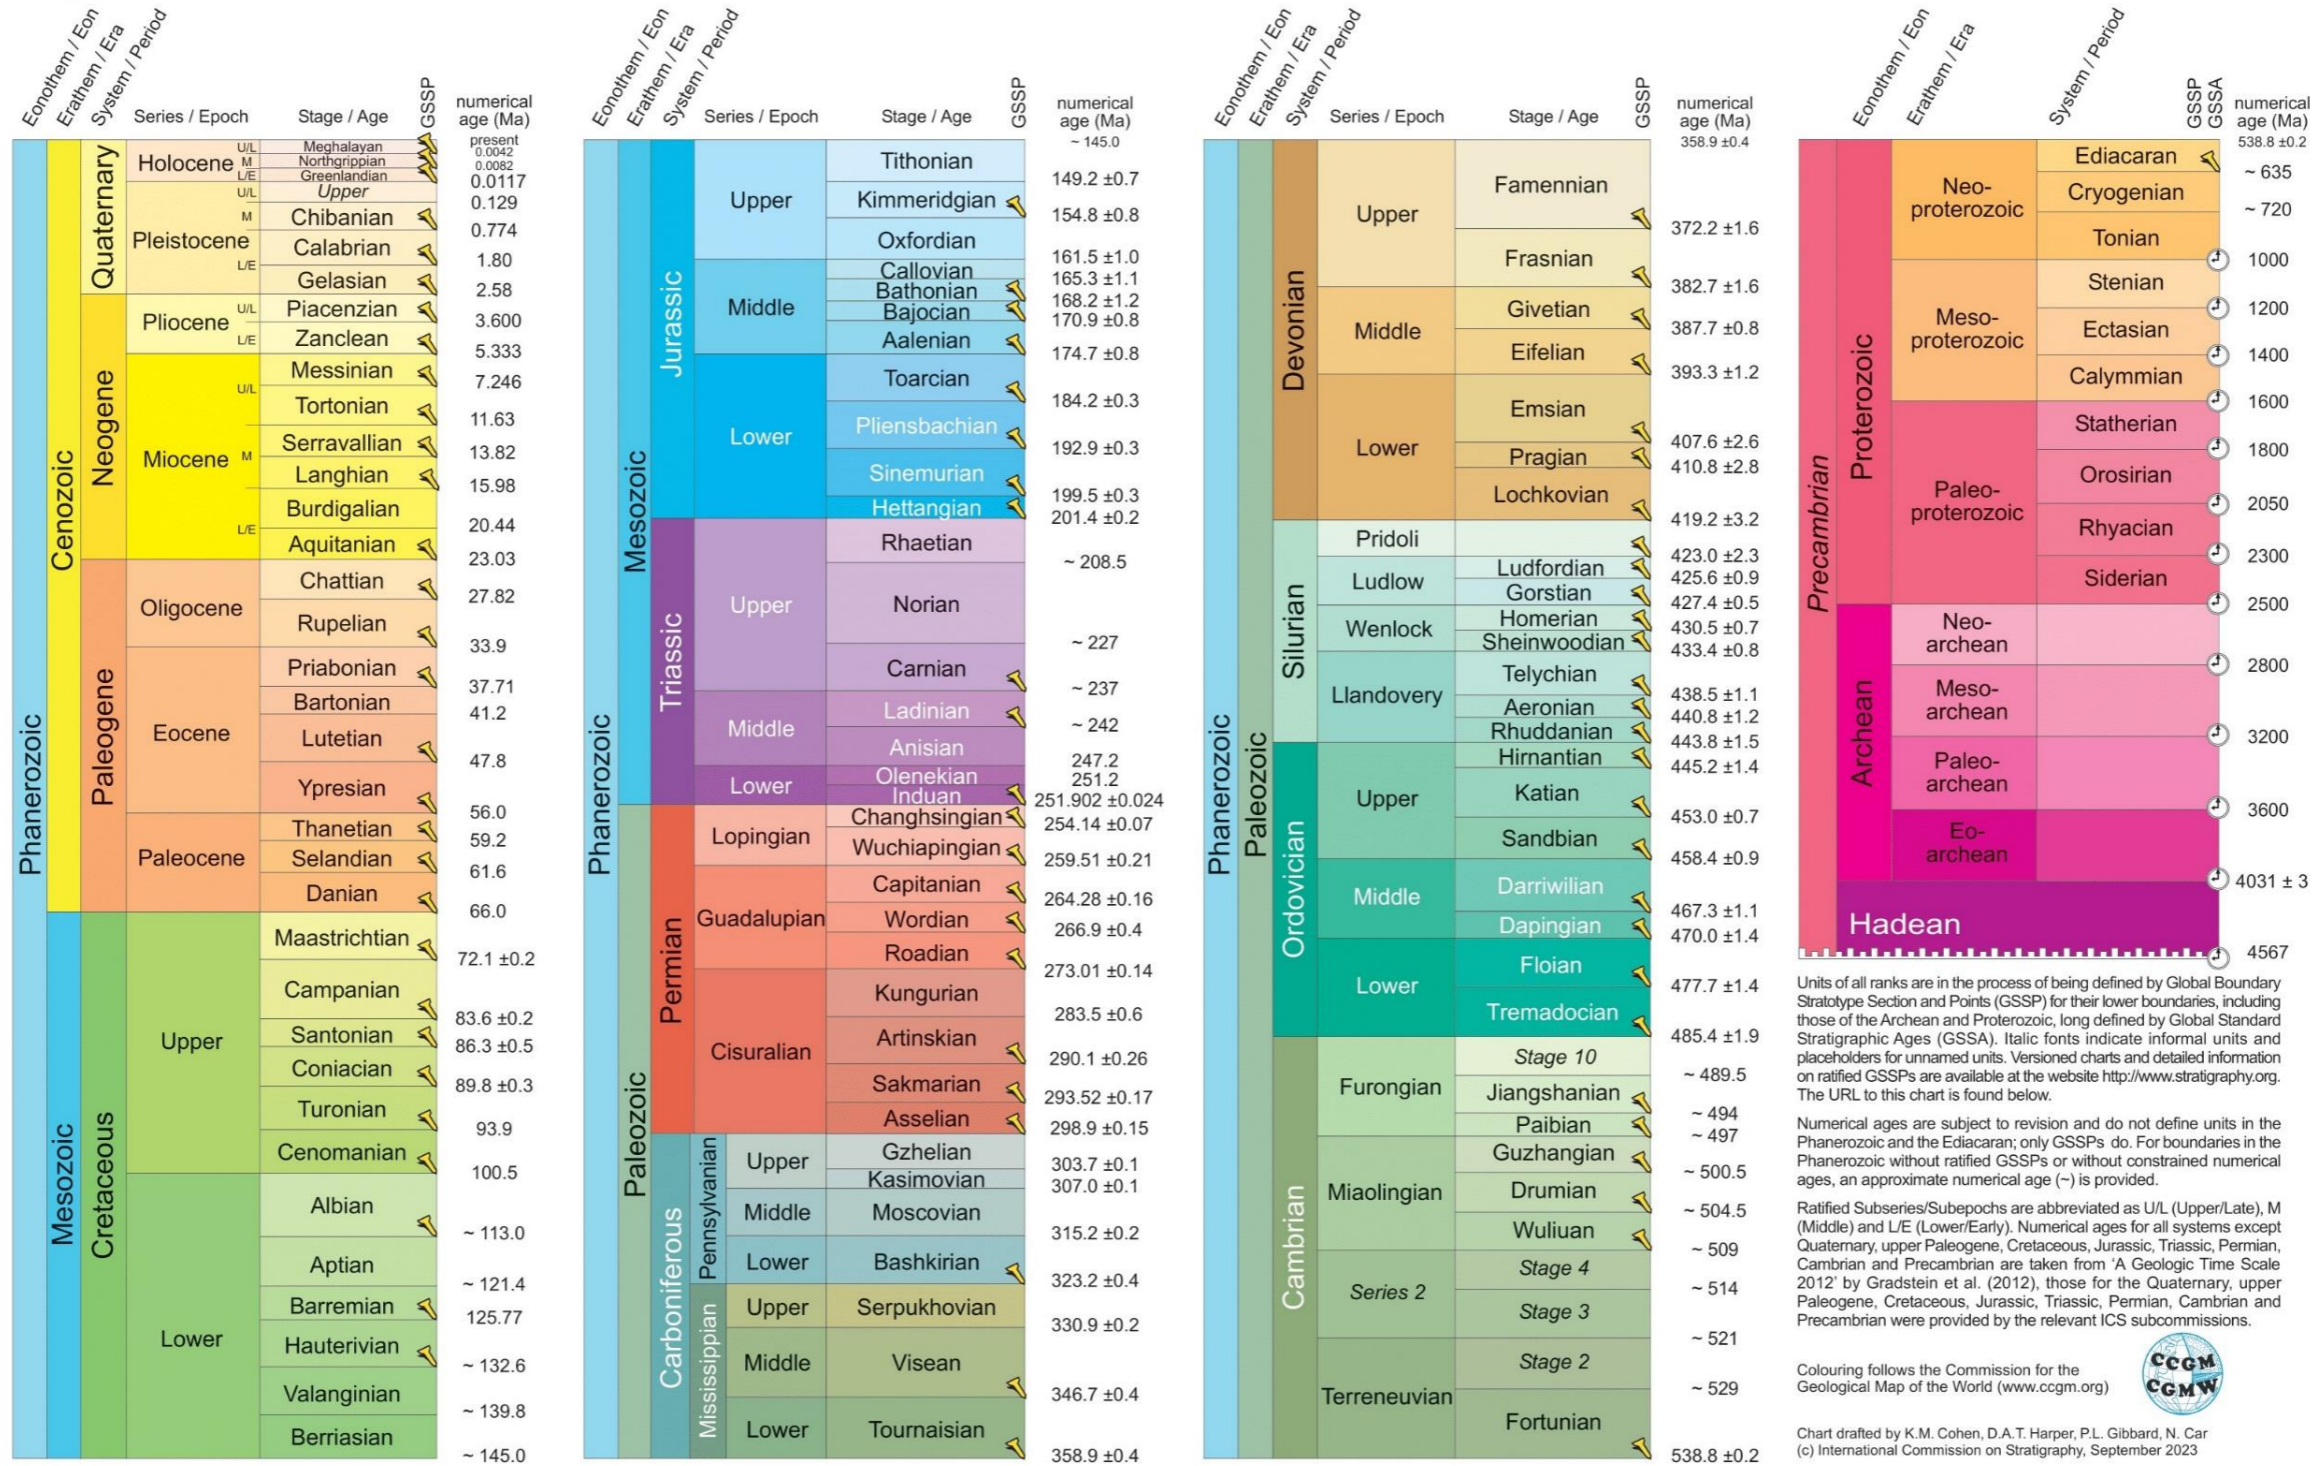 Eonothem / Eon
Erathem / Era
System / Period
Series / Epoch
Stage / Age
GSSP
numerical
age (Ma)
Phanerozoic
Cenozoic
Mesozoic
Quaternary
Neogene
Paleogene
Cretaceous
Holocene
U/L
M
L/E
Pleistocene
U/L
M
L/E
Pliocene
U/L
L/E
Miocene
U/L
M
L/E
Oligocene
Eocene
Paleocene
Upper
Lower
Meghalayan
Northgrippian
Greenlandian
Upper
Chibanian
Calabrian
Gelasian
Piacenzian
Zanclean
Messinian
Tortonian
Serravallian
Langhian
Burdigalian
Aquitanian
Chattian
Rupelian
Priabonian
Bartonian
Lutetian
Ypresian
Thanetian
Selandian
Danian
Maastrichtian
Campanian
Santonian
Coniacian
Turonian
Cenomanian
Albian
Aptian
Barremian
Hauterivian
Valanginian
Berriasian
present
0.0042
0.0082
0.0117
0.129
0.774
1.80
2.58
3.600
5.333
7.246
11.63
13.82
15.98
20.44
23.03
27.82
33.9
37.71
41.2
47.8
56.0
59.2
61.6
66.0
72.1 ±0.2
83.6 ±0.2
86.3 ±0.5
89.8 ±0.3
93.9
100.5
~ 113.0
~ 121.4
125.77
~ 132.6
~ 139.8
~ 145.0
Eonothem / Eon
Erathem / Era
System / Period
Series / Epoch
Stage / Age
GSSP
numerical
age (Ma)
Phanerozoic
Mesozoic
Paleozoic
Jurassic
Triassic
Permian
Carboniferous
Pennsylvanian
Mississippian
Upper
Middle
Lower
Upper
Middle
Lower
Lopingian
Guadalupian
Cisuralian
Upper
Middle
Lower
Upper
Middle
Lower
Tithonian
Kimmeridgian
Oxfordian
Callovian
Bathonian
Bajocian
Aalenian
Toarcian
Pliensbachian
Sinemurian
Hettangian
Rhaetian
Norian
Carnian
Ladinian
Anisian
Olenekian
Induan
Changhsingian
Wuchiapingian
Capitanian
Wordian
Roadian
Kungurian
Artinskian
Sakmarian
Asselian
Gzhelian
Kasimovian
Moscovian
Bashkirian
Serpukhovian
Visean
Tournaisian
~ 145.0
149.2 ±0.7
154.8 ±0.8
161.5 ±1.0
165.3 ±1.1
168.2 ±1.2
170.9 ±0.8
174.7 ±0.8
184.2 ±0.3
192.9 ±0.3
199.5 ±0.3
201.4 ±0.2
~ 208.5
~ 227
~ 237
~ 242
247.2
251.2
251.902 ±0.024
254.14 ±0.07
259.51 ±0.21
264.28 ±0.16
266.9 ±0.4
273.01 ±0.14
283.5 ±0.6
290.1 ±0.26
293.52 ±0.17
298.9 ±0.15
303.7 ±0.1
307.0 ±0.1
315.2 ±0.2
323.2 ±0.4
330.9 ±0.2
346.7 ±0.4
358.9 ±0.4
Eonothem / Eon
Erathem / Era
System / Period
Series / Epoch
Stage / Age
GSSP
numerical
age (Ma)
Phanerozoic
Paleozoic
Devonian
Silurian
Ordovician
Cambrian
Upper
Middle
Lower
Pridoli
Ludlow
Wenlock
Llandovery
Upper
Middle
Lower
Furongian
Miaolingian
Series 2
Terreneuvian
Famennian
Frasnian
Givetian
Eifelian
Emsian
Pragian
Lochkovian
Ludfordian
Gorstian
Homerian
Sheinwoodian
Telychian
Aeronian
Rhuddanian
Hirnantian
Katian
Sandbian
Darriwilian
Dapingian
Floian
Tremadocian
Stage 10
Jiangshanian
Paibian
Guzhangian
Drumian
Wuliuan
Stage 4
Stage 3
Stage 2
Fortunian
358.9 ±0.4
372.2 ±1.6
382.7 ±1.6
387.7 ±0.8
393.3 ±1.2
407.6 ±2.6
410.8 ±2.8
419.2 ±3.2
423.0 ±2.3
425.6 ±0.9
427.4 ±0.5
430.5 ±0.7
433.4 ±0.8
438.5 ±1.1
440.8 ±1.2
443.8 ±1.5
445.2 ±1.4
453.0 ±0.7
458.4 ±0.9
467.3 ±1.1
470.0 ±1.4
477.7 ±1.4
485.4 ±1.9
~ 489.5
~ 494
~ 497
~ 500.5
~ 504.5
~ 509
~ 514
~ 521
~ 529
538.8 ±0.2
Eonothem / Eon
Erathem / Era
System / Period
GSSP
GSSA
numerical
age (Ma)
Precambrian
Proterozoic
Archean
Hadean
Neo-
proterozoic
Meso-
proterozoic
Paleo-
proterozoic
Neo-
archean
Meso-
archean
Paleo-
archean
Eo-
archean
Ediacaran
Cryogenian
Tonian
Stenian
Ectasian
Calymmian
Statherian
Orosirian
Rhyacian
Siderian
538.8 ±0.2
~ 635
~ 720
1000
1200
1400
1600
1800
2050
2300
2500
2800
3200
3600
4031 ± 3
4567
Units of all ranks are in the process of being defined by Global Boundary
Stratotype Section and Points (GSSP) for their lower boundaries, including
those of the Archean and Proterozoic, long defined by Global Standard
Stratigraphic Ages (GSSA). Italic fonts indicate informal units and
placeholders for unnamed units. Versioned charts and detailed information
on ratified GSSPs are available at the website http://www.stratigraphy.org.
The URL to this chart is found below.
Numerical ages are subject to revision and do not define units in the
Phanerozoic and the Ediacaran; only GSSPs do. For boundaries in the
Phanerozoic without ratified GSSPs or without constrained numerical
ages, an approximate numerical age (~) is provided.
Ratified Subseries/Subepochs are abbreviated as U/L (Upper/Late), M
(Middle) and L/E (Lower/Early). Numerical ages for all systems except
Quaternary, upper Paleogene, Cretaceous, Jurassic, Triassic, Permian,
Cambrian and Precambrian are taken from ‘A Geologic Time Scale
2012’ by Gradstein et al. (2012), those for the Quaternary, upper
Paleogene, Cretaceous, Jurassic, Triassic, Permian, Cambrian and
Precambrian were provided by the relevant ICS subcommissions.
Colouring follows the Commission for the
Geological Map of the World (www.ccgm.org)
CCGM
CGMW
Chart drafted by K.M. Cohen, D.A.T. Harper, P.L. Gibbard, N. Car
(c) International Commission on Stratigraphy, September 2023